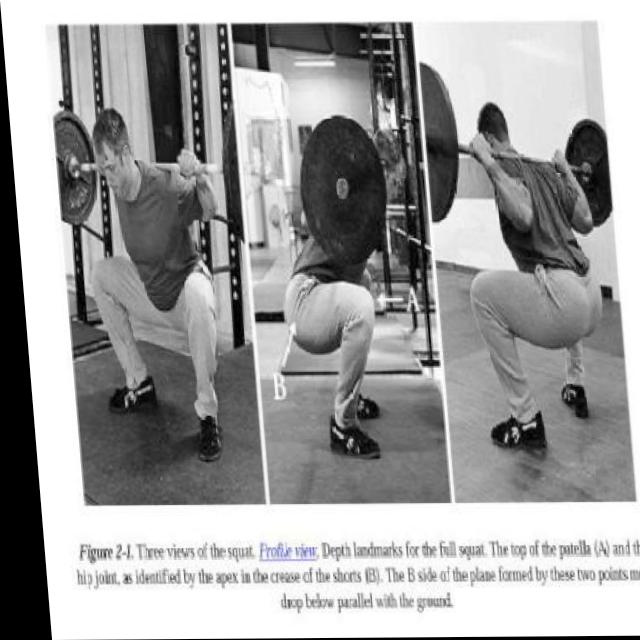 A
B
Figure 2-1. Three views of the squat. Profile view, Depth landmarks for the full squat. The top of the patella (A) and
hip joint, as identified by the apex in the crease of the shorts (B). The B side of the plane formed by these two points
drop below parallel with the ground.